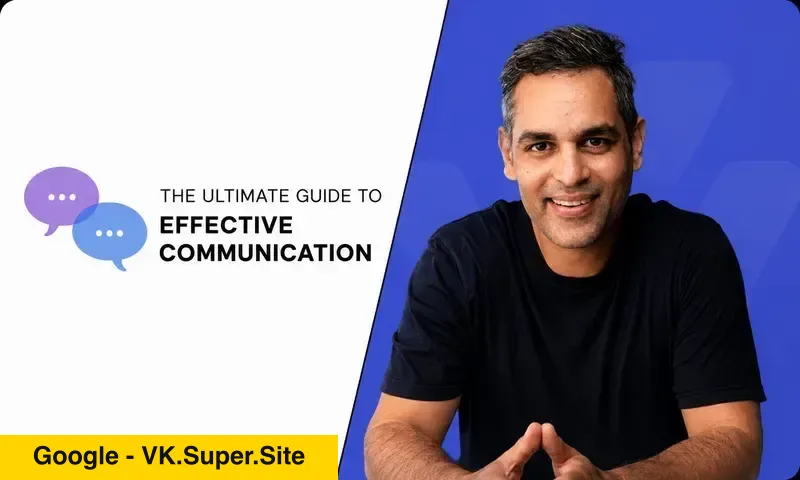 THE ULTIMATE GUIDE TO
EFFECTIVE
COMMUNICATION
Google - VK.Super.Site